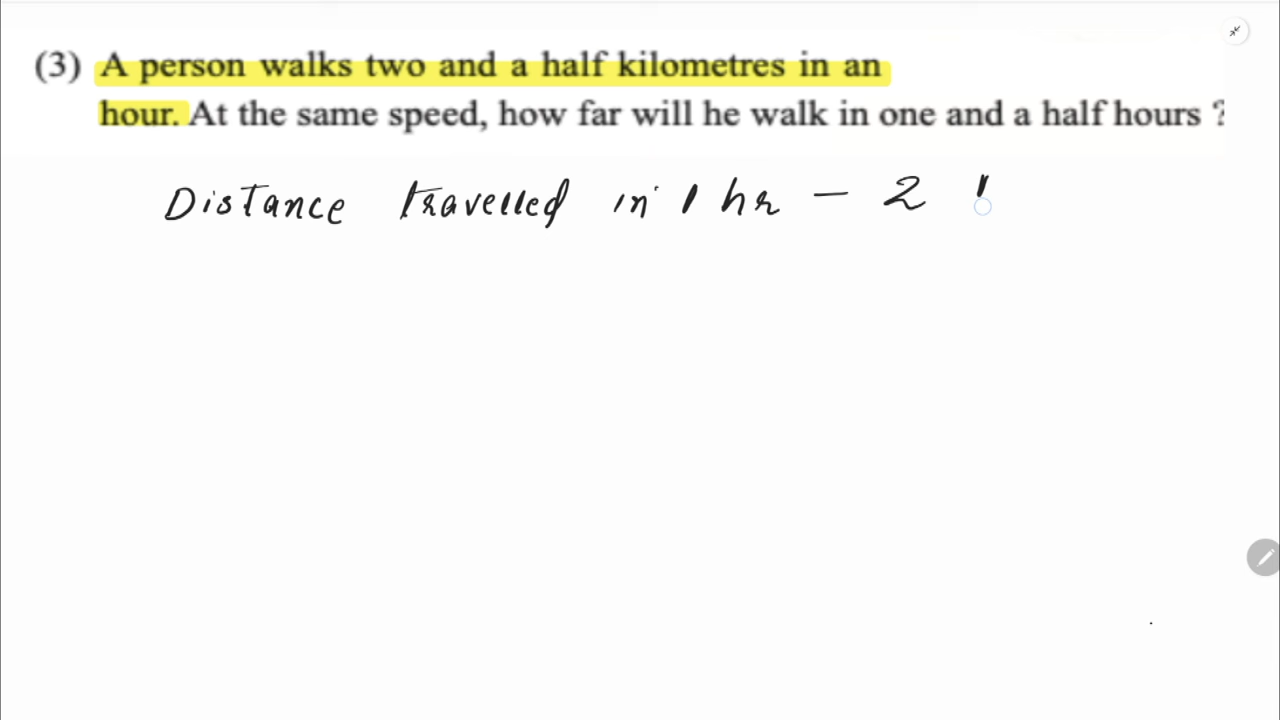 (3) A person walks two and a half kilometres in an
hour. At the same speed, how far will he walk in one and a half hours ?
Distance travelled in 1 hr – 2 1